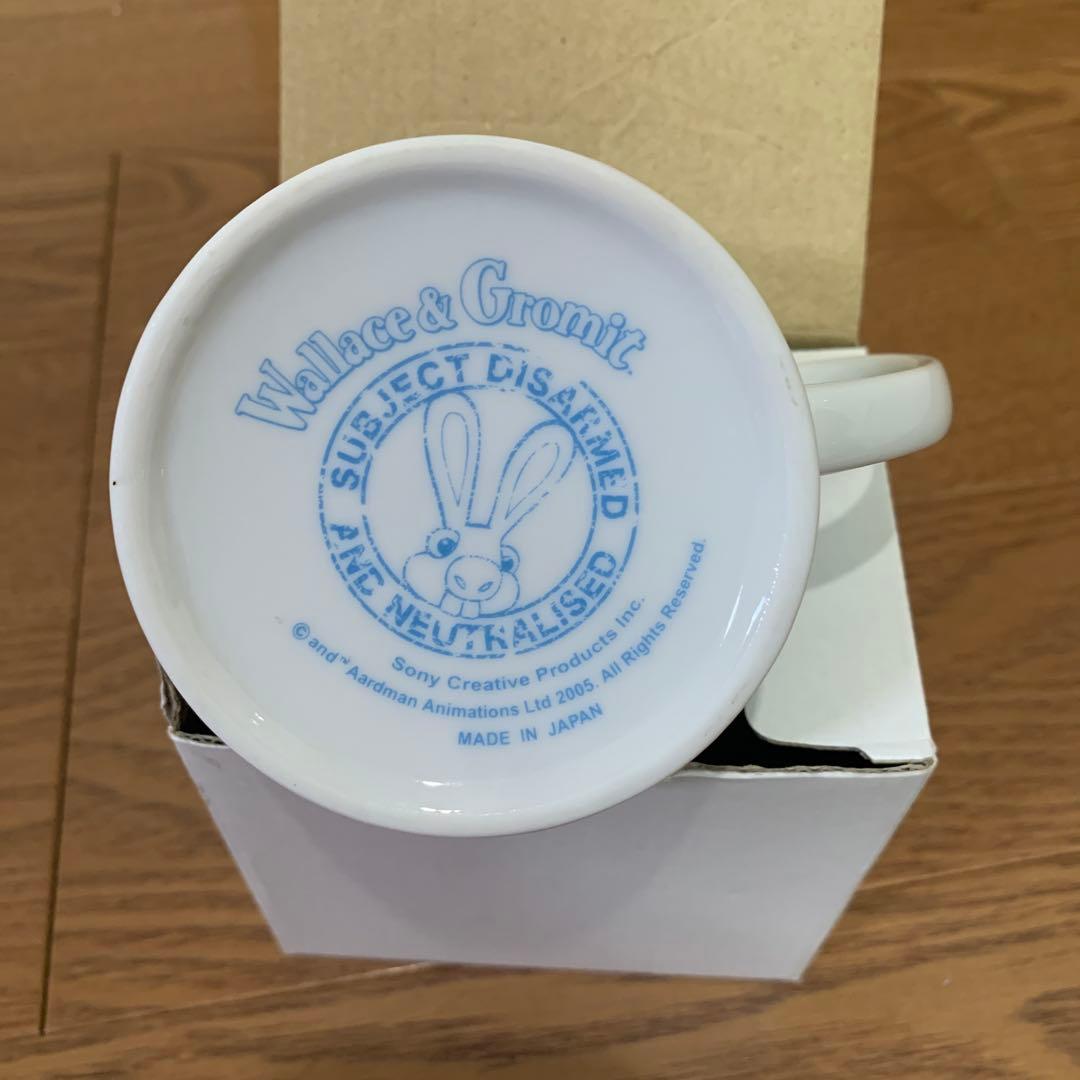 Wallace & Gromit™
SUBJECT DISARMED
AND NEUTRALISED
Sony Creative Products Inc.
© and ™ Aardman Animations Ltd 2005. All Rights Reserved.
MADE IN JAPAN